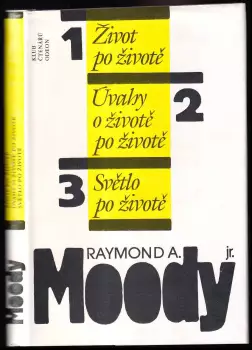 KLUB
ČTENÁŘŮ
ODEON
1 Život
po životě
Úvahy
o životě
po životě 2
3 Světlo
po životě
RAYMOND A. jr.
Moody
Moody